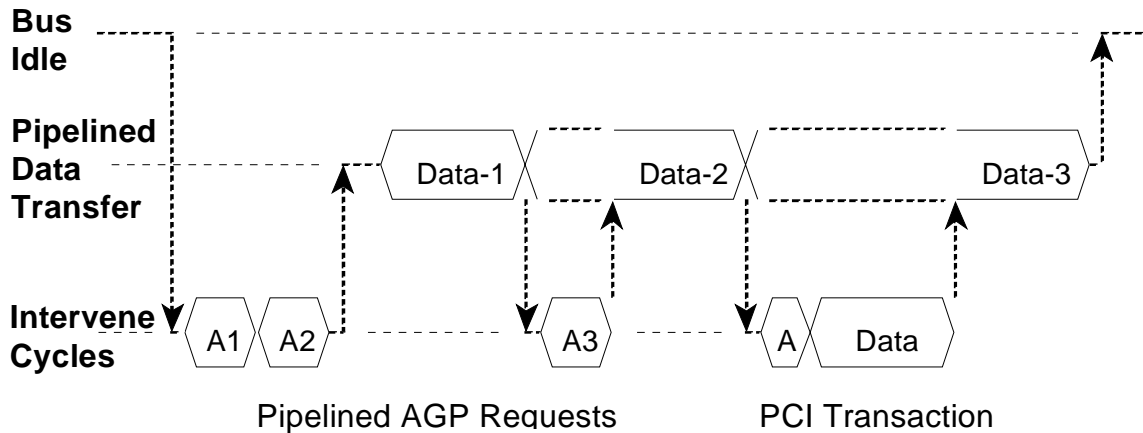 Bus
Idle
Pipelined
Data
Transfer
Data-1
Data-2
Data-3
Intervene
Cycles
A1
A2
A3
A
Data
Pipelined AGP Requests
PCI Transaction